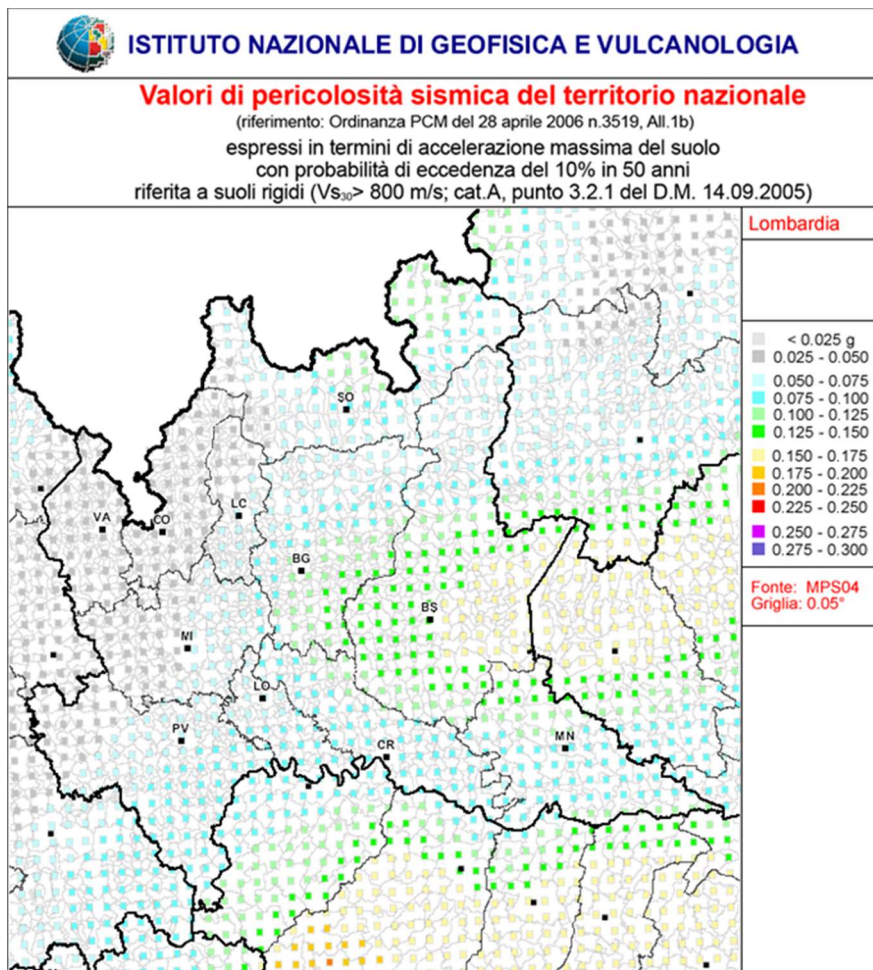 ISTITUTO NAZIONALE DI GEOFISICA E VULCANOLOGIA
Valori di pericolosità sismica del territorio nazionale
(riferimento: Ordinanza PCM del 28 aprile 2006 n.3519, All.1b)
espressi in termini di accelerazione massima del suolo
con probabilità di eccedenza del 10% in 50 anni
riferita a suoli rigidi (Vs₃₀> 800 m/s; cat.A, punto 3.2.1 del D.M. 14.09.2005)
Lombardia
< 0.025 g
0.025 - 0.050
0.050 - 0.075
0.075 - 0.100
0.100 - 0.125
0.125 - 0.150
0.150 - 0.175
0.175 - 0.200
0.200 - 0.225
0.225 - 0.250
0.250 - 0.275
0.275 - 0.300
Fonte: MPS04
Griglia: 0.05°
SO
VA
CO
LC
BG
BS
MI
LO
PV
CR
MN